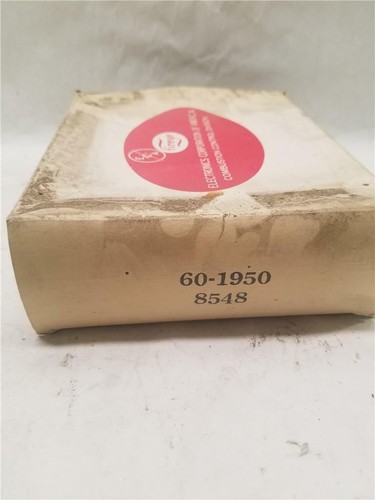 ELECTRONICS CORPORATION OF AMERICA
COMBUSTION CONTROL DIVISION
60-1950
8548